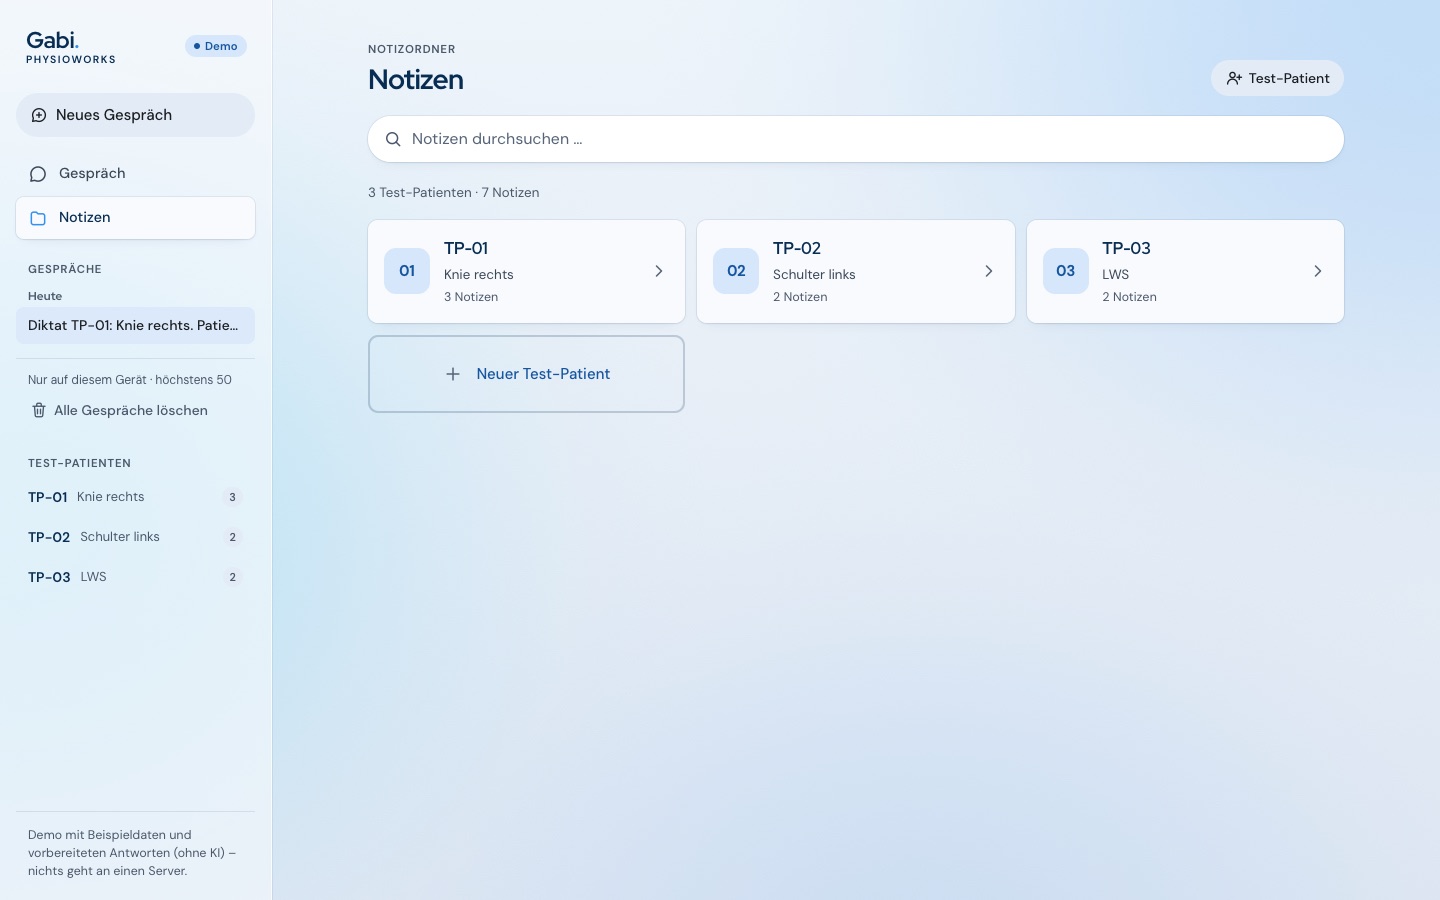 Gabi.
PHYSIOWORKS
Demo
Neues Gespräch
Gespräch
Notizen
GESPRÄCHE
Heute
Diktat TP-01: Knie rechts. Patie...
Nur auf diesem Gerät · höchstens 50
Alle Gespräche löschen
TEST-PATIENTEN
TP-01 Knie rechts 3
TP-02 Schulter links 2
TP-03 LWS 2
Demo mit Beispieldaten und
vorbereiteten Antworten (ohne KI) –
nichts geht an einen Server.
NOTIZORDNER
Notizen
Test-Patient
Notizen durchsuchen ...
3 Test-Patienten · 7 Notizen
01
TP-01
Knie rechts
3 Notizen
02
TP-02
Schulter links
2 Notizen
03
TP-03
LWS
2 Notizen
Neuer Test-Patient